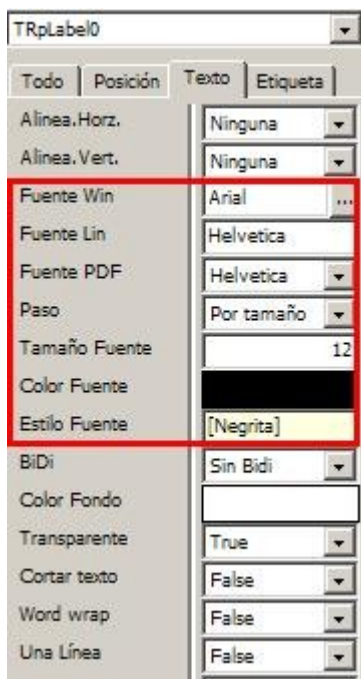 TRpLabel0
Todo Posición Texto Etiqueta
Alinea.Horz. Ninguna
Alinea.Vert. Ninguna
Fuente Win Arial ...
Fuente Lin Helvetica
Fuente PDF Helvetica
Paso Por tamaño
Tamaño Fuente 12
Color Fuente
Estilo Fuente [Negrita]
BiDi Sin Bidi
Color Fondo
Transparente True
Cortar texto False
Word wrap False
Una Línea False